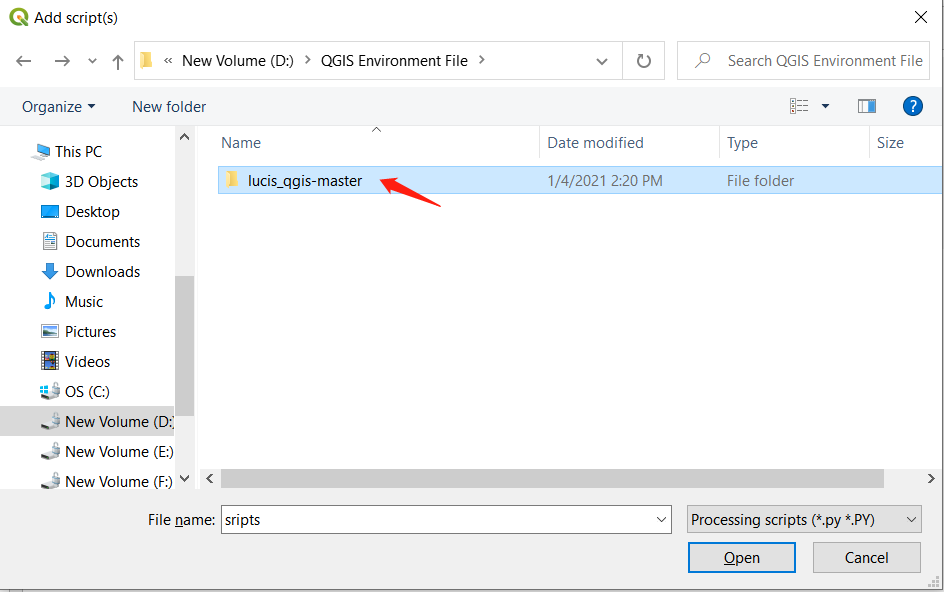 Add script(s)
« New Volume (D:) > QGIS Environment File >
Search QGIS Environment File
Organize
New folder
?
Name
Date modified
Type
Size
This PC
3D Objects
Desktop
Documents
Downloads
Music
Pictures
Videos
OS (C:)
New Volume (D:)
New Volume (E:)
New Volume (F:)
lucis_qgis-master
1/4/2021 2:20 PM
File folder
File name:
sripts
Processing scripts (*.py *.PY)
Open
Cancel